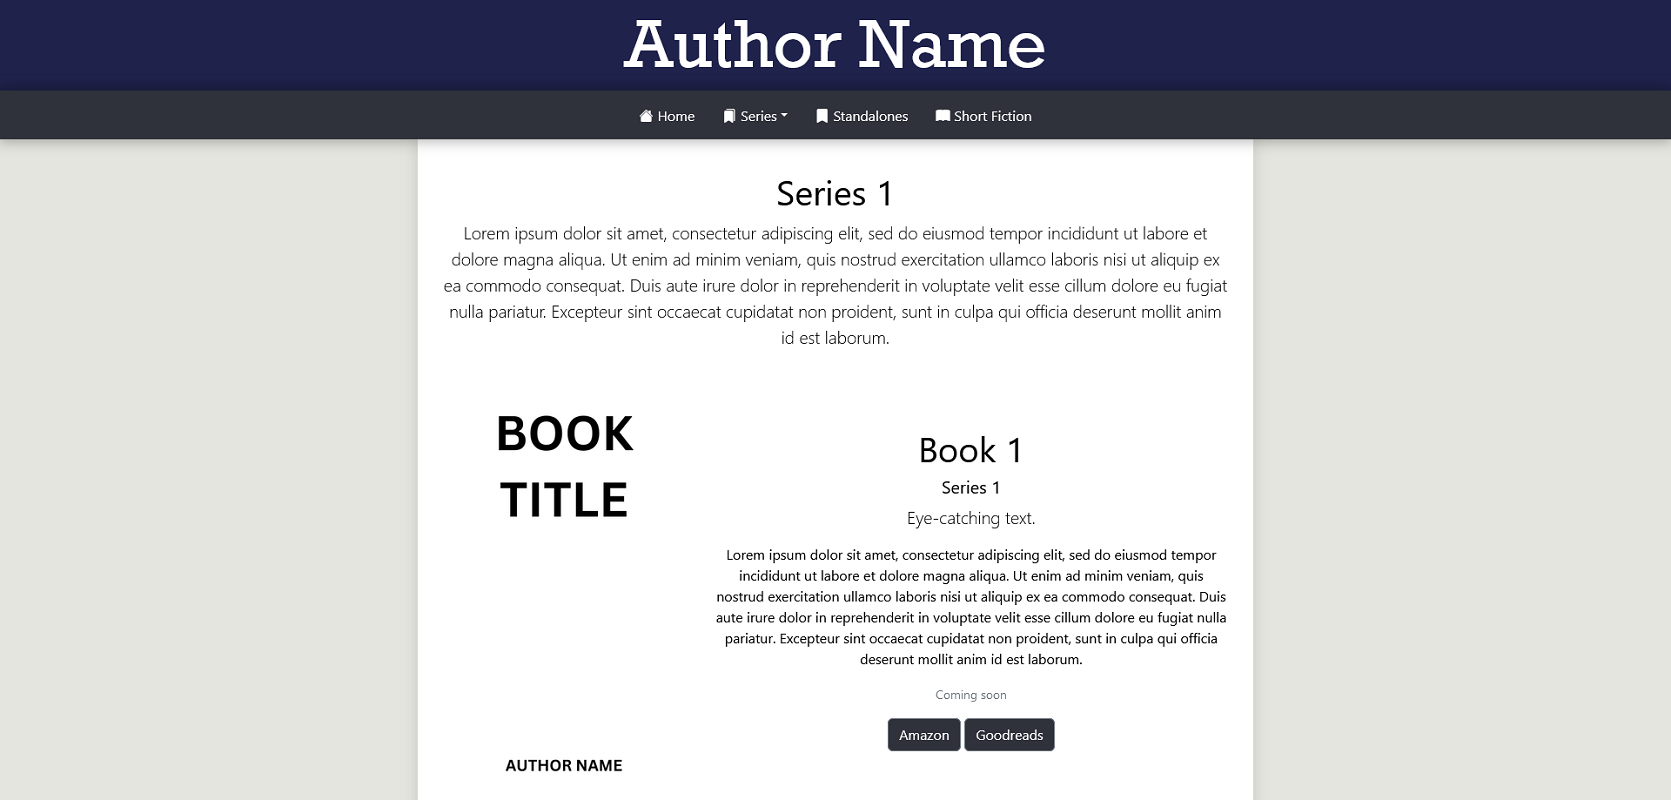 Author Name
Home Series Standalones Short Fiction
Series 1
Lorem ipsum dolor sit amet, consectetur adipiscing elit, sed do eiusmod tempor incididunt ut labore et
dolore magna aliqua. Ut enim ad minim veniam, quis nostrud exercitation ullamco laboris nisi ut aliquip ex
ea commodo consequat. Duis aute irure dolor in reprehenderit in voluptate velit esse cillum dolore eu fugiat
nulla pariatur. Excepteur sint occaecat cupidatat non proident, sunt in culpa qui officia deserunt mollit anim
id est laborum.
BOOK
TITLE
AUTHOR NAME
Book 1
Series 1
Eye-catching text.
Lorem ipsum dolor sit amet, consectetur adipiscing elit, sed do eiusmod tempor
incididunt ut labore et dolore magna aliqua. Ut enim ad minim veniam, quis
nostrud exercitation ullamco laboris nisi ut aliquip ex ea commodo consequat. Duis
aute irure dolor in reprehenderit in voluptate velit esse cillum dolore eu fugiat nulla
pariatur. Excepteur sint occaecat cupidatat non proident, sunt in culpa qui officia
deserunt mollit anim id est laborum.
Coming soon
Amazon Goodreads